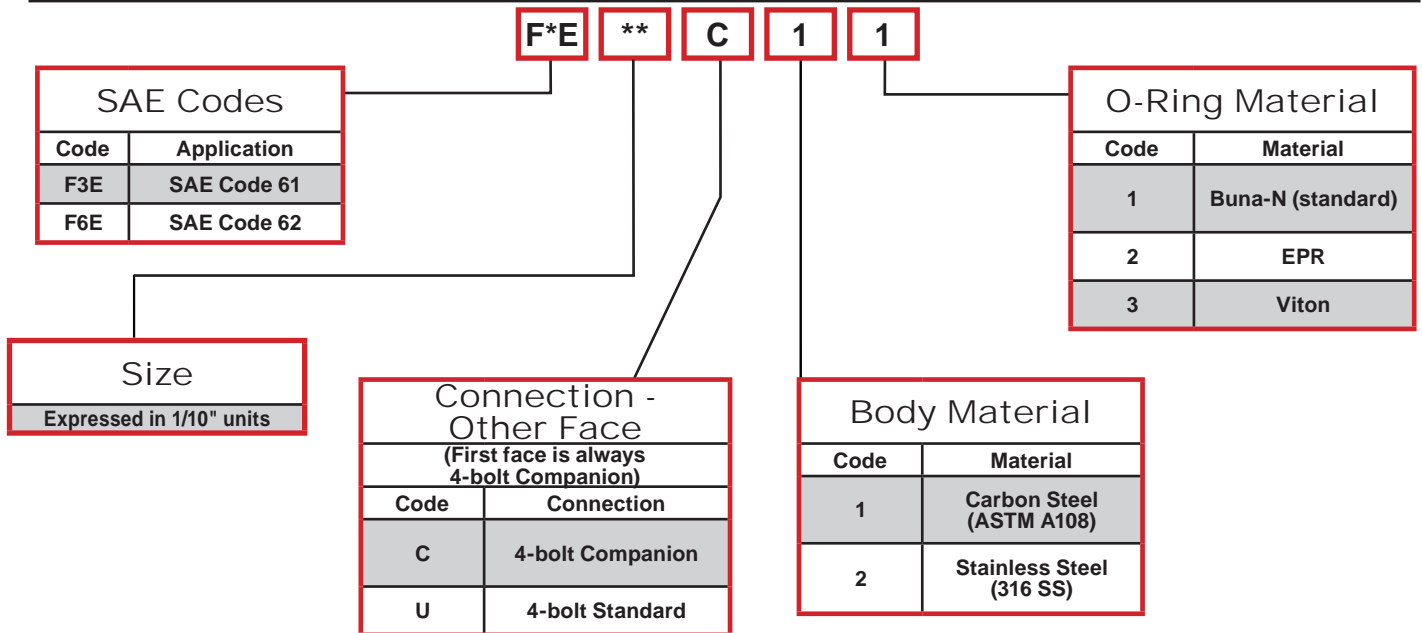 F*E ** C 1 1
SAE Codes
Code Application
F3E SAE Code 61
F6E SAE Code 62
O-Ring Material
Code Material
1 Buna-N (standard)
2 EPR
3 Viton
Size
Expressed in 1/10" units
Connection -
Other Face
(First face is always
4-bolt Companion)
Code Connection
C 4-bolt Companion
U 4-bolt Standard
Body Material
Code Material
1 Carbon Steel
(ASTM A108)
2 Stainless Steel
(316 SS)